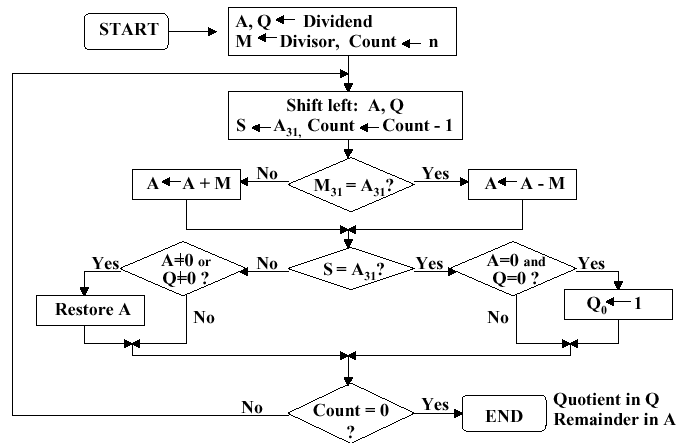 START
A, Q ← Dividend
M ← Divisor, Count ← n
Shift left: A, Q
S ← A31, Count ← Count - 1
No
M31 = A31?
Yes
A ← A + M
A ← A - M
Yes
A≠0 or
Q≠0 ?
No
S = A31?
Yes
A=0 and
Q=0 ?
Yes
Restore A
No
No
Q0 ← 1
No
Count = 0
?
Yes
END
Quotient in Q
Remainder in A